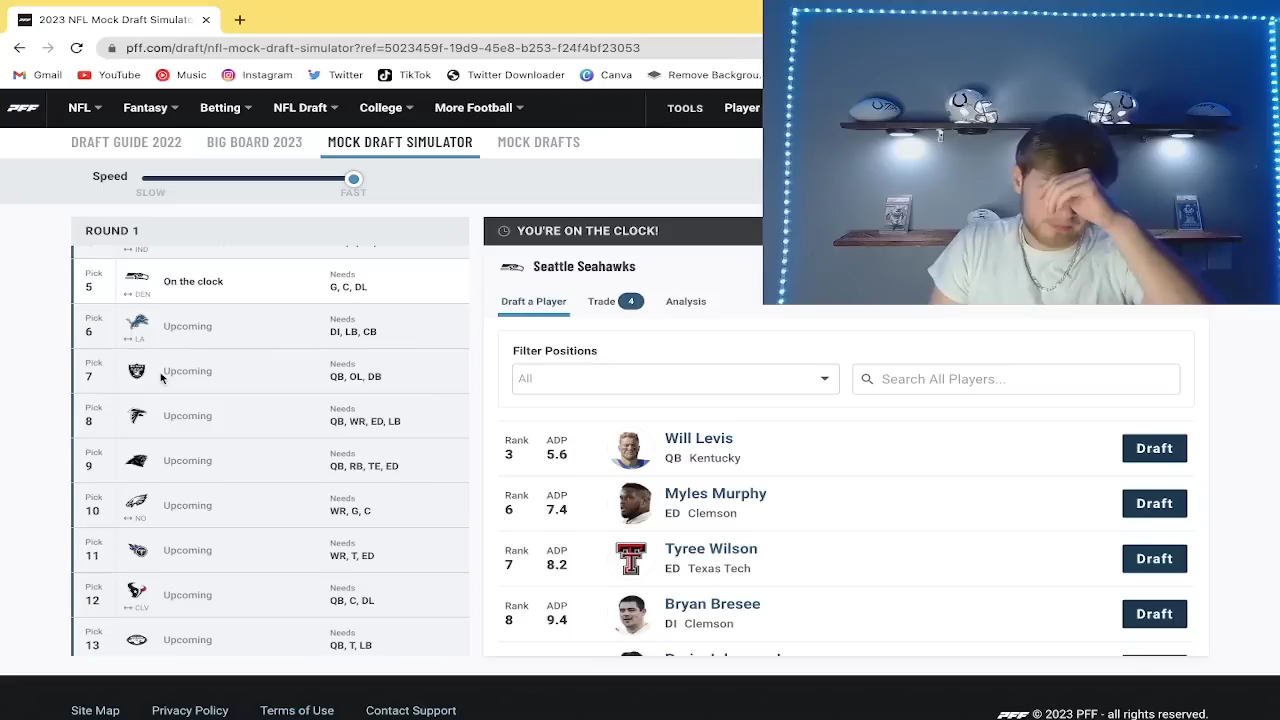 2023 NFL Mock Draft Simulato
pff.com/draft/nfl-mock-draft-simulator?ref=5023459f-19d9-45e8-b253-f24f4bf23053
Gmail YouTube Music Instagram Twitter TikTok Twitter Downloader Canva Remove Backgrou...
PFF NFL Fantasy Betting NFL Draft College More Football TOOLS Player
DRAFT GUIDE 2022 BIG BOARD 2023 MOCK DRAFT SIMULATOR MOCK DRAFTS
Speed
SLOW FAST
ROUND 1
IND
Pick 5 DEN On the clock Needs G, C, DL
Pick 6 LA Upcoming Needs DI, LB, CB
Pick 7 Upcoming Needs QB, OL, DB
Pick 8 Upcoming Needs QB, WR, ED, LB
Pick 9 Upcoming Needs QB, RB, TE, ED
Pick 10 NO Upcoming Needs WR, G, C
Pick 11 Upcoming Needs WR, T, ED
Pick 12 CLV Upcoming Needs QB, C, DL
Pick 13 Upcoming Needs QB, T, LB
YOU'RE ON THE CLOCK!
Seattle Seahawks
Draft a Player Trade 4 Analysis
Filter Positions
All Search All Players...
Rank 3 ADP 5.6 Will Levis QB Kentucky Draft
Rank 6 ADP 7.4 Myles Murphy ED Clemson Draft
Rank 7 ADP 8.2 Tyree Wilson ED Texas Tech Draft
Rank 8 ADP 9.4 Bryan Bresee DI Clemson Draft
Site Map Privacy Policy Terms of Use Contact Support
PFF © 2023 PFF - all rights reserved.